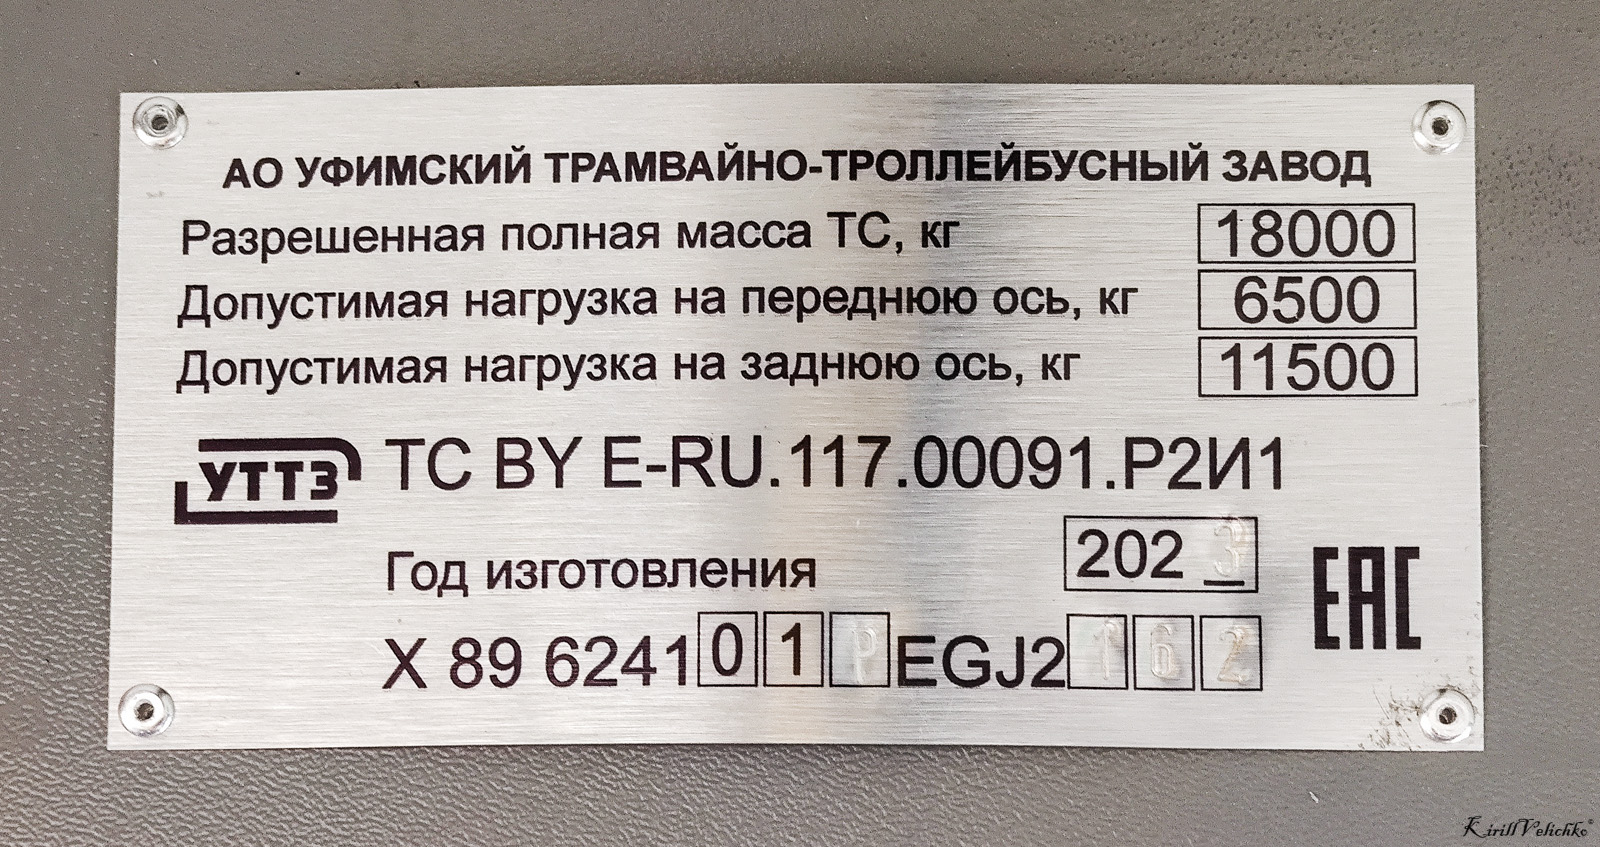 АО УФИМСКИЙ ТРАМВАЙНО-ТРОЛЛЕЙБУСНЫЙ ЗАВОД
Разрешенная полная масса ТС, кг 18000
Допустимая нагрузка на переднюю ось, кг 6500
Допустимая нагрузка на заднюю ось, кг 11500
УТТЗ ТС BY E-RU.117.00091.Р2И1
Год изготовления 2023
X 89 624101PEGJ2162
EAC
KirillVelichko®